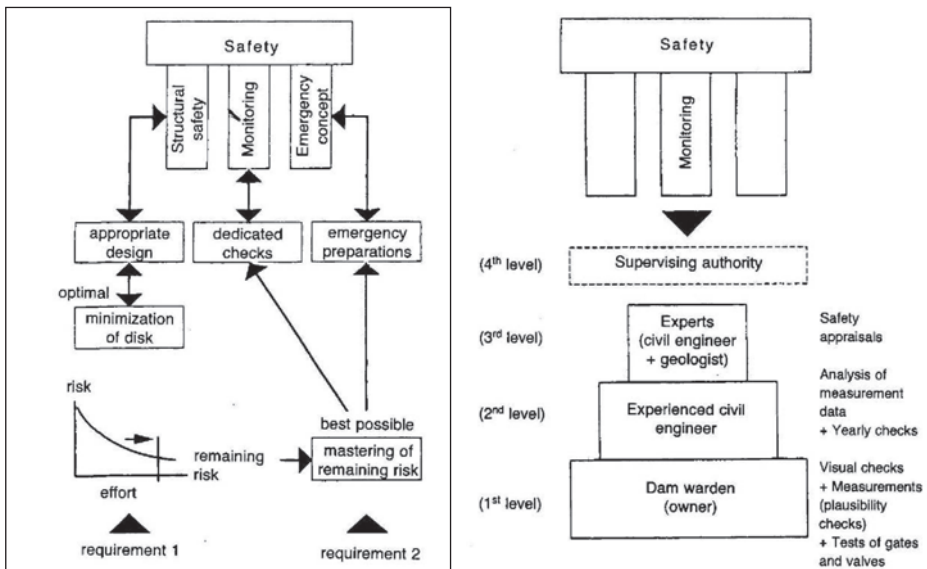 Safety
Structural
safety
Monitoring
Emergency
concept
appropriate
design
dedicated
checks
emergency
preparations
optimal
minimization
of disk
risk
best possible
remaining
risk
mastering of
remaining risk
effort
requirement 1
requirement 2
Safety
Monitoring
(4th level)
Supervising authority
(3rd level)
Experts
(civil engineer
+ geologist)
Safety
appraisals
(2nd level)
Experienced civil
engineer
Analysis of
measurement
data
+ Yearly checks
(1st level)
Dam warden
(owner)
Visual checks
+ Measurements
(plausibility
checks)
+ Tests of gates
and valves